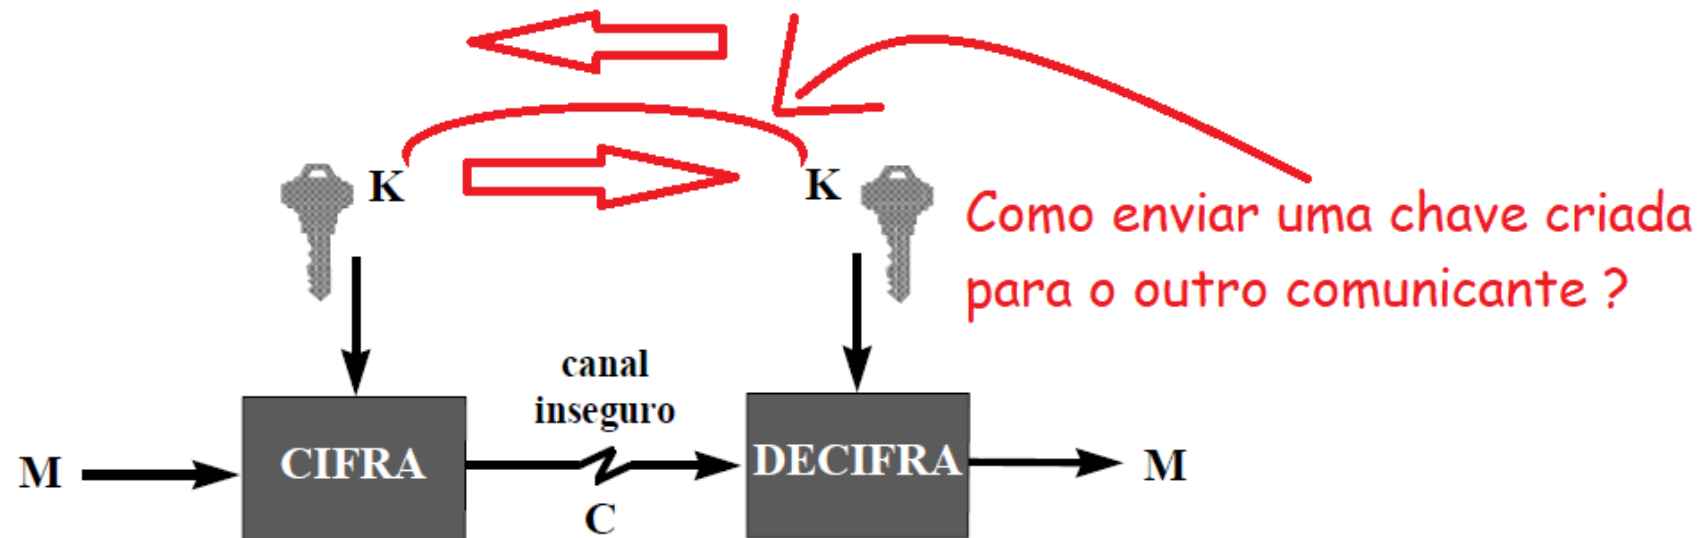 K
K
Como enviar uma chave criada
para o outro comunicante ?
canal
inseguro
M
CIFRA
DECIFRA
M
C